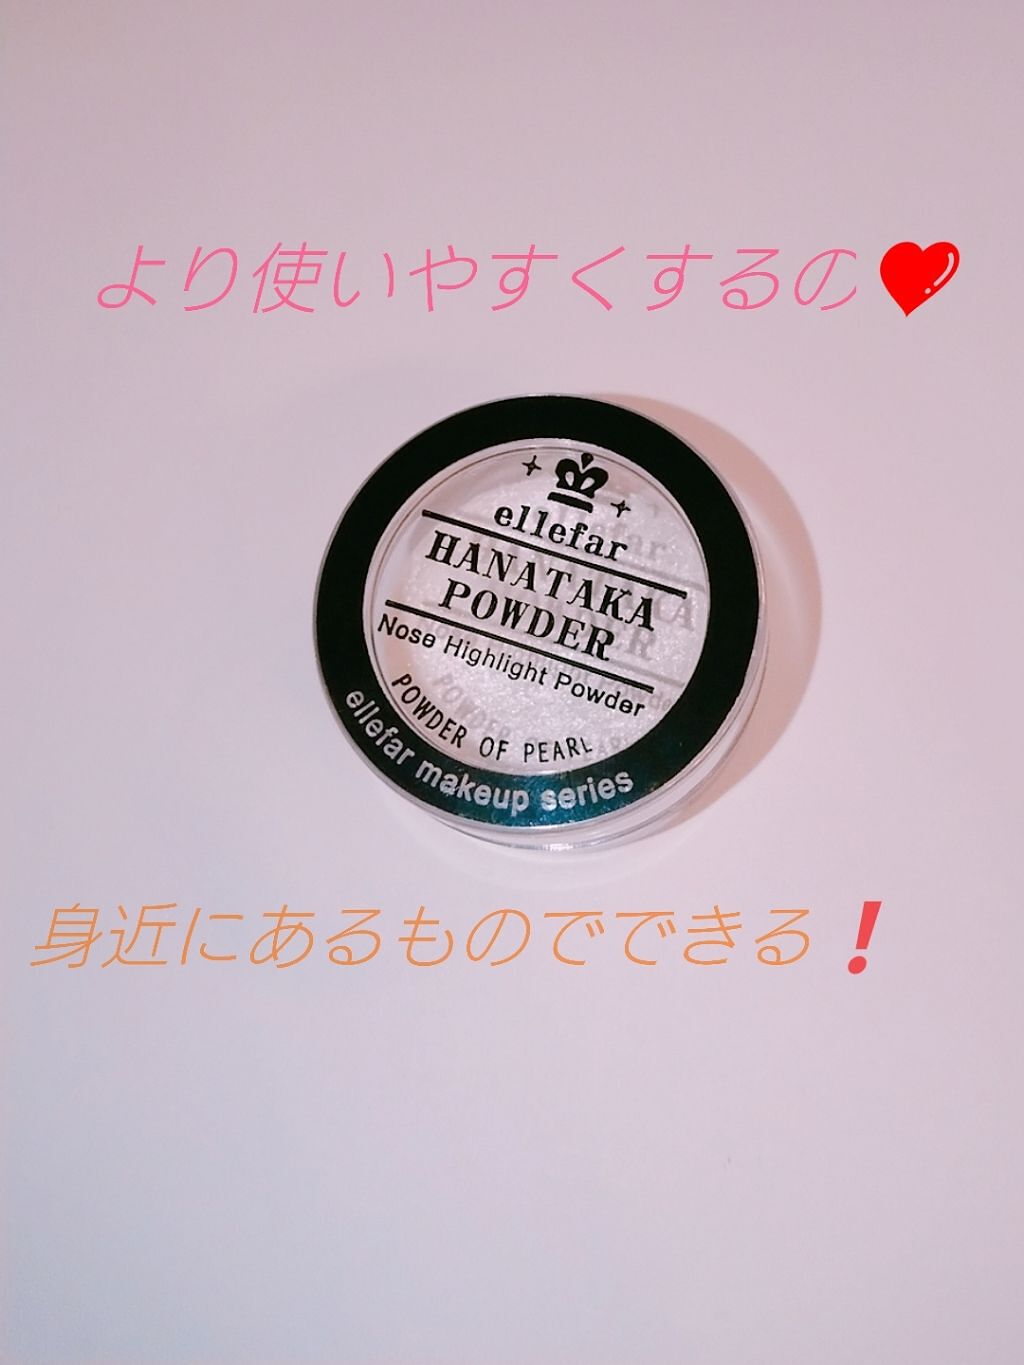 より使いやすくするの❤
ellefar
HANATAKA
POWDER
Nose Highlight Powder
POWDER OF PEARL
ellefar makeup series
身近にあるものでできる❗